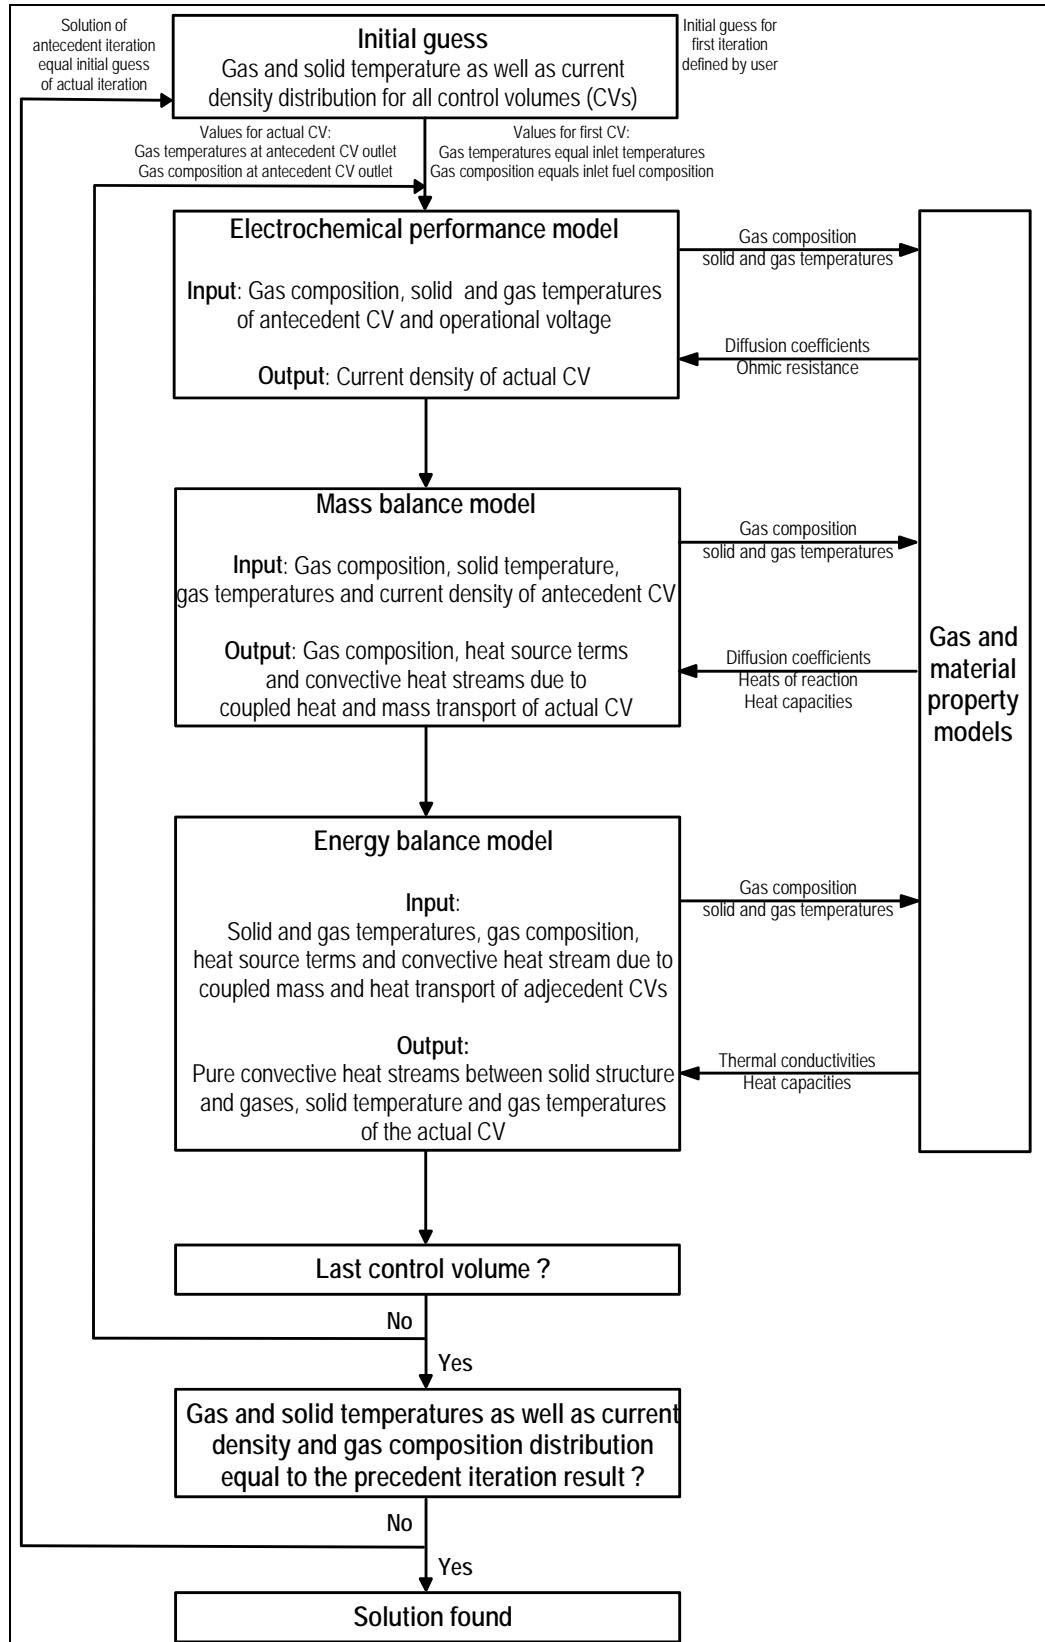 Solution of
antecedent iteration
equal initial guess
of actual iteration
Initial guess
Gas and solid temperature as well as current
density distribution for all control volumes (CVs)
Initial guess for
first iteration
defined by user
Values for actual CV:
Gas temperatures at antecedent CV outlet
Gas composition at antecedent CV outlet
Values for first CV:
Gas temperatures equal inlet temperatures
Gas composition equals inlet fuel composition
Electrochemical performance model
Input: Gas composition, solid and gas temperatures
of antecedent CV and operational voltage
Output: Current density of actual CV
Gas composition
solid and gas temperatures
Diffusion coefficients
Ohmic resistance
Mass balance model
Input: Gas composition, solid temperature,
gas temperatures and current density of antecedent CV
Output: Gas composition, heat source terms
and convective heat streams due to
coupled heat and mass transport of actual CV
Gas composition
solid and gas temperatures
Diffusion coefficients
Heats of reaction
Heat capacities
Gas and
material
property
models
Energy balance model
Input:
Solid and gas temperatures, gas composition,
heat source terms and convective heat stream due to
coupled mass and heat transport of adjecedent CVs
Output:
Pure convective heat streams between solid structure
and gases, solid temperature and gas temperatures
of the actual CV
Gas composition
solid and gas temperatures
Thermal conductivities
Heat capacities
Last control volume ?
No
Yes
Gas and solid temperatures as well as current
density and gas composition distribution
equal to the precedent iteration result ?
No
Yes
Solution found